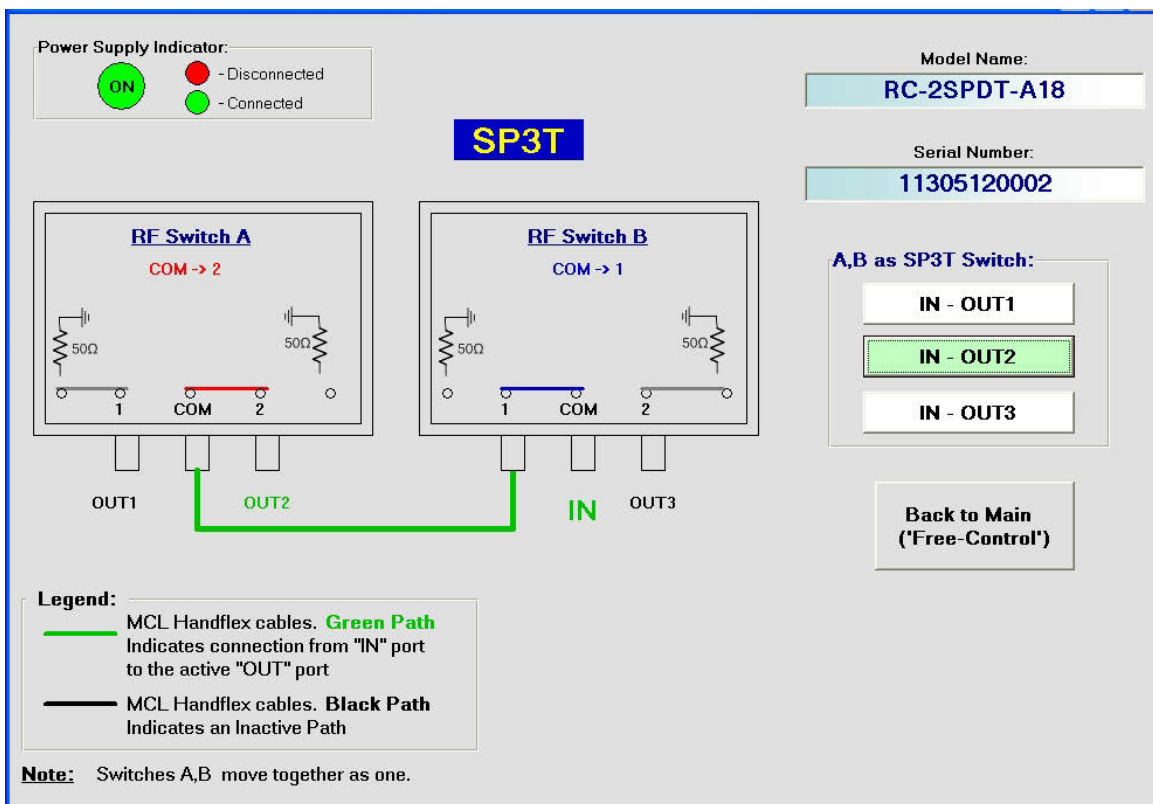 Power Supply Indicator:
ON
- Disconnected
- Connected
Model Name:
RC-2SPDT-A18
SP3T
Serial Number:
11305120002
RF Switch A
COM -> 2
50Ω
50Ω
1
COM
2
OUT1
OUT2
RF Switch B
COM -> 1
50Ω
50Ω
1
COM
2
IN
OUT3
A,B as SP3T Switch:
IN - OUT1
IN - OUT2
IN - OUT3
Back to Main
('Free-Control')
Legend:
MCL Handflex cables. Green Path
Indicates connection from "IN" port
to the active "OUT" port
MCL Handflex cables. Black Path
Indicates an Inactive Path
Note: Switches A,B move together as one.